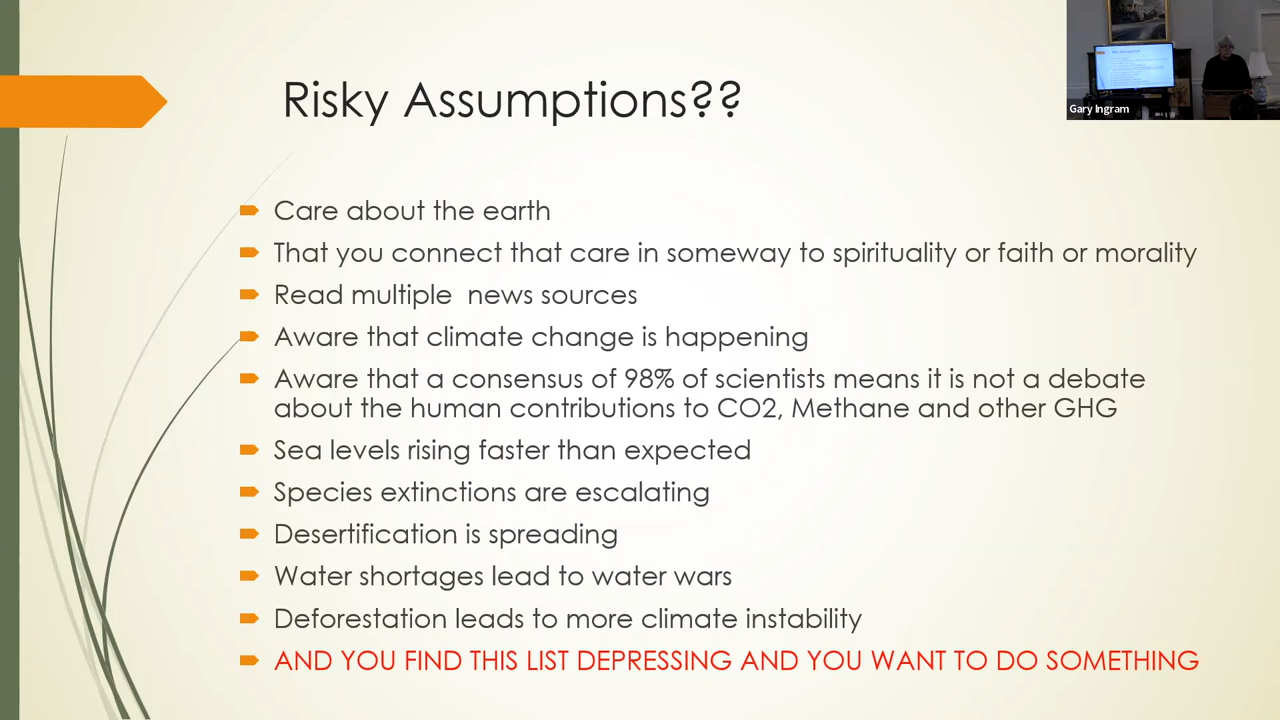 Risky Assumptions??
Gary Ingram
Care about the earth
That you connect that care in someway to spirituality or faith or morality
Read multiple  news sources
Aware that climate change is happening
Aware that a consensus of 98% of scientists means it is not a debate
about the human contributions to CO2, Methane and other GHG
Sea levels rising faster than expected
Species extinctions are escalating
Desertification is spreading
Water shortages lead to water wars
Deforestation leads to more climate instability
AND YOU FIND THIS LIST DEPRESSING AND YOU WANT TO DO SOMETHING